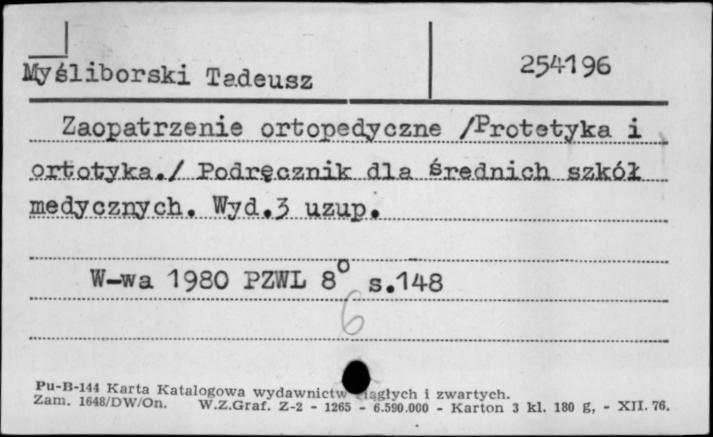 Myśliborski Tadeusz
254196
Zaopatrzenie ortopedyczne /Protetyka i
ortotyka./ Podręcznik dla średnich szkół
medycznych. Wyd.3 uzup.
W-wa 1980 PZWL 8° s.148
6
Pu-B-144 Karta Katalogowa wydawnictw ciągłych i zwartych.
Zam. 1648/DW/On. W.Z.Graf. Z-2 - 1265 - 6.590.000 - Karton 3 kl. 180 g, - XII. 76.